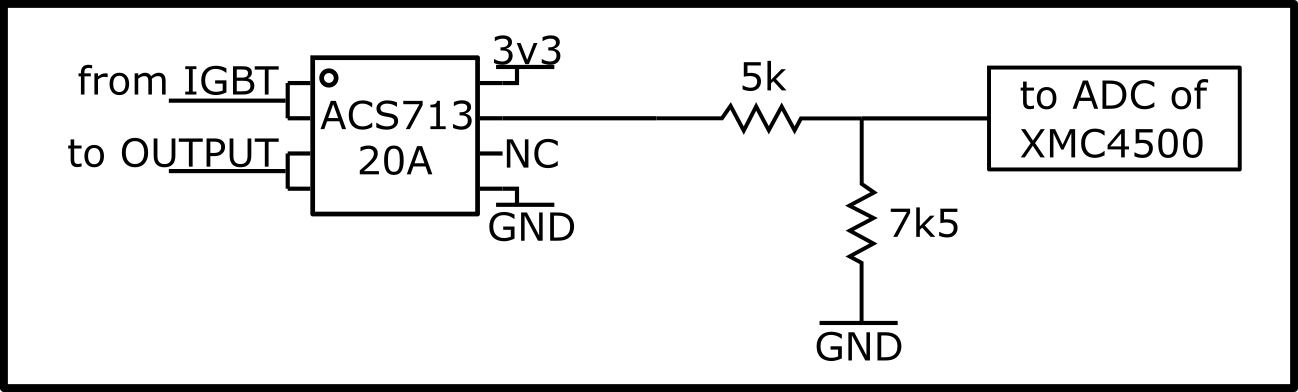 3v3
from IGBT
ACS713
20A
to OUTPUT
NC
GND
5k
7k5
GND
to ADC of
XMC4500